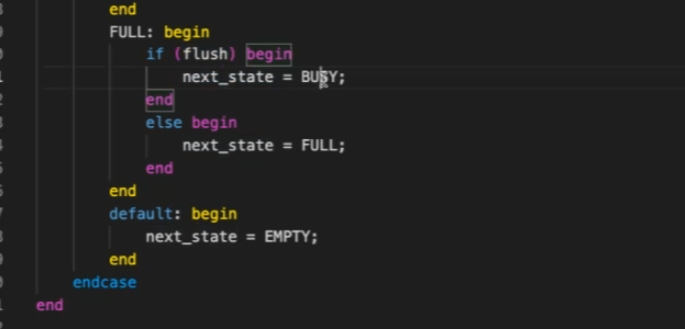 end
FULL: begin
if (flush) begin
next_state = BUSY;
end
else begin
next_state = FULL;
end
end
default: begin
next_state = EMPTY;
end
endcase
end